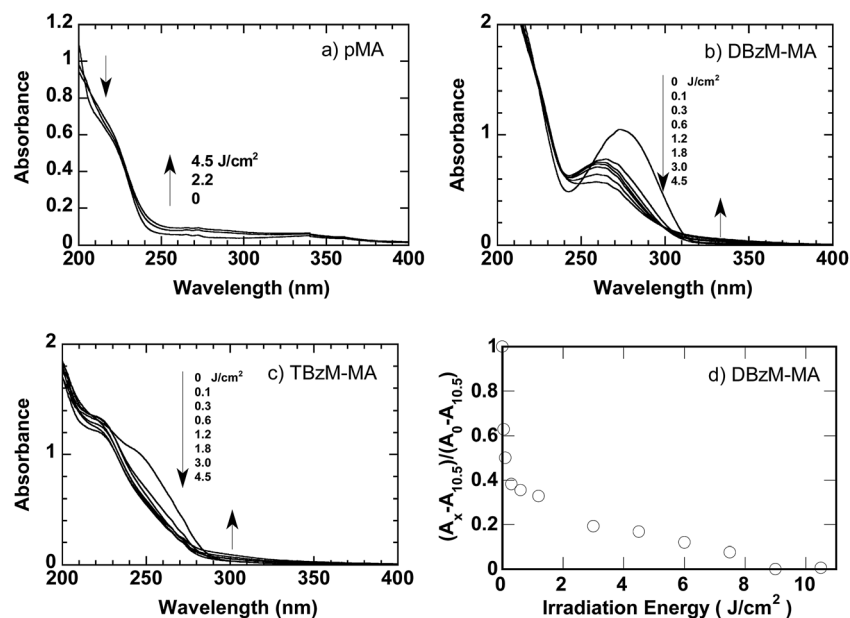 a) pMA
Absorbance
1.2
1
0.8
0.6
0.4
0.2
0
4.5 J/cm²
2.2
0
200 250 300 350 400
Wavelength (nm)
b) DBzM-MA
Absorbance
2
1
0
0 J/cm²
0.1
0.3
0.6
1.2
1.8
3.0
4.5
200 250 300 350 400
Wavelength (nm)
c) TBzM-MA
Absorbance
2
1
0
0 J/cm²
0.1
0.3
0.6
1.2
1.8
3.0
4.5
200 250 300 350 400
Wavelength (nm)
d) DBzM-MA
(Aₓ-A₁₀.₅)/(A₀-A₁₀.₅)
1
0.8
0.6
0.4
0.2
0
0 2 4 6 8 10
Irradiation Energy ( J/cm² )